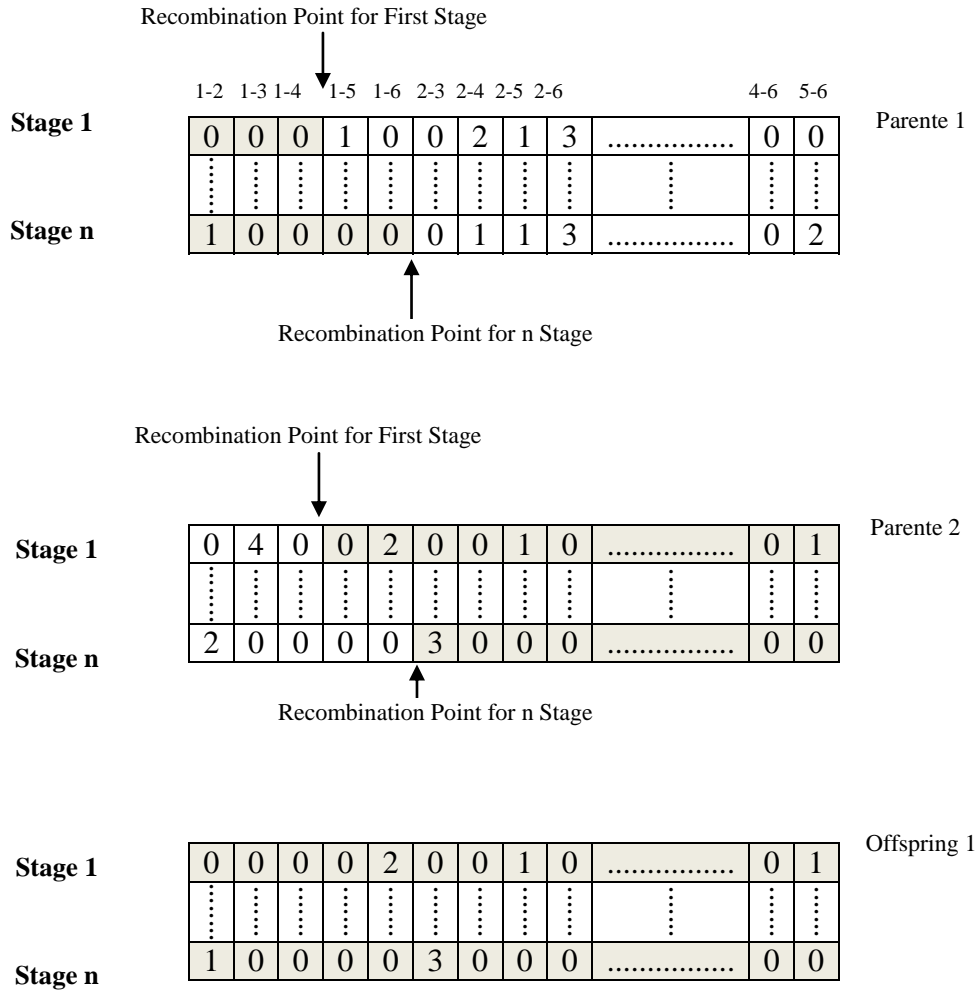 Recombination Point for First Stage
1-2 1-3 1-4 1-5 1-6 2-3 2-4 2-5 2-6 4-6 5-6
Stage 1 0 0 0 1 0 0 2 1 3 ................ 0 0 Parente 1
Stage n 1 0 0 0 0 0 1 1 3 ................ 0 2
Recombination Point for n Stage
Recombination Point for First Stage
Stage 1 0 4 0 0 2 0 0 1 0 ................ 0 1 Parente 2
Stage n 2 0 0 0 0 3 0 0 0 ................ 0 0
Recombination Point for n Stage
Stage 1 0 0 0 0 2 0 0 1 0 ................ 0 1 Offspring 1
Stage n 1 0 0 0 0 3 0 0 0 ................ 0 0